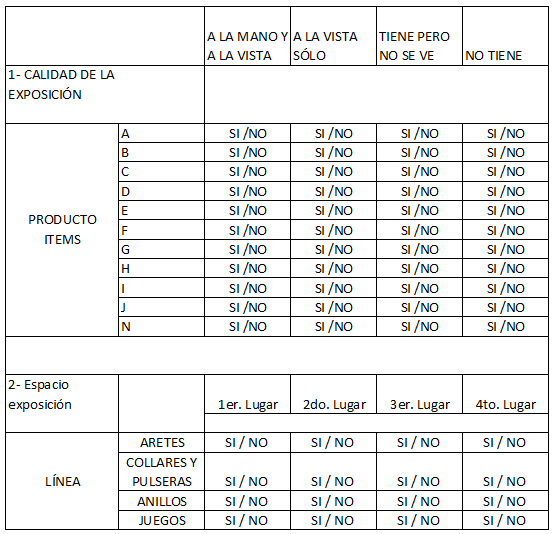 A LA MANO Y A LA VISTA A LA VISTA SÓLO TIENE PERO NO SE VE NO TIENE
1- CALIDAD DE LA EXPOSICIÓN
PRODUCTO ITEMS
A SI /NO SI /NO SI /NO SI /NO
B SI /NO SI /NO SI /NO SI /NO
C SI /NO SI /NO SI /NO SI /NO
D SI /NO SI /NO SI /NO SI /NO
E SI /NO SI /NO SI /NO SI /NO
F SI /NO SI /NO SI /NO SI /NO
G SI /NO SI /NO SI /NO SI /NO
H SI /NO SI /NO SI /NO SI /NO
I SI /NO SI /NO SI /NO SI /NO
J SI /NO SI /NO SI /NO SI /NO
N SI /NO SI /NO SI /NO SI /NO
2- Espacio exposición 1er. Lugar 2do. Lugar 3er. Lugar 4to. Lugar
LÍNEA
ARETES SI / NO SI / NO SI / NO SI / NO
COLLARES Y PULSERAS SI / NO SI / NO SI / NO SI / NO
ANILLOS SI / NO SI / NO SI / NO SI / NO
JUEGOS SI / NO SI / NO SI / NO SI / NO